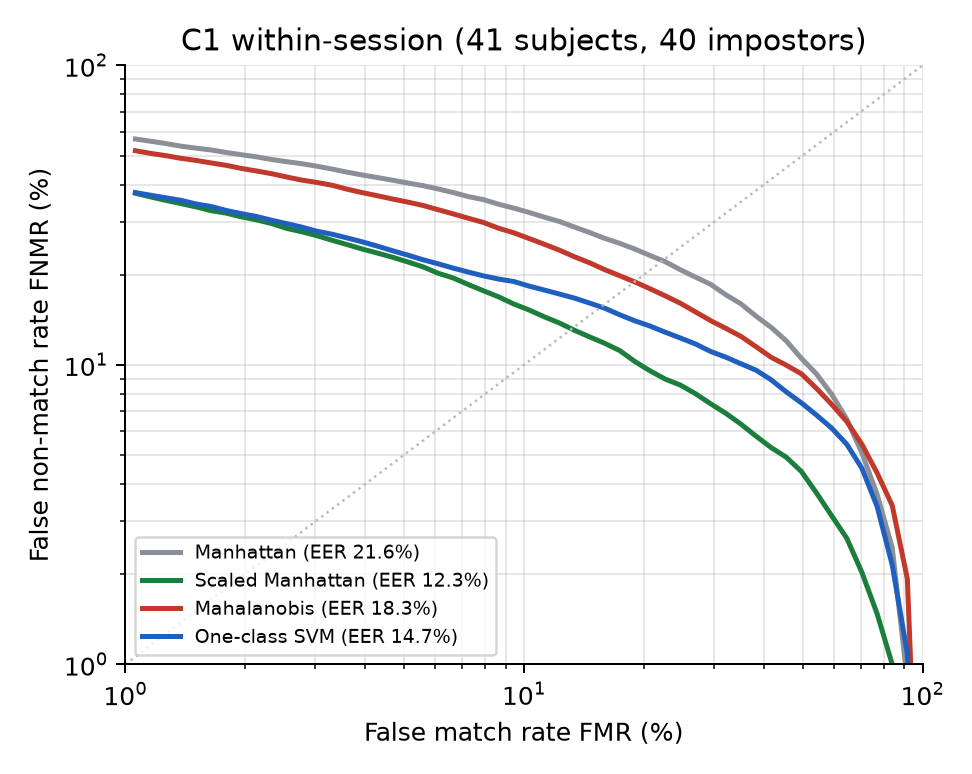 C1 within-session (41 subjects, 40 impostors)
False non-match rate FNMR (%)
10²
10¹
10⁰
Manhattan (EER 21.6%)
Scaled Manhattan (EER 12.3%)
Mahalanobis (EER 18.3%)
One-class SVM (EER 14.7%)
10⁰ 10¹ 10²
False match rate FMR (%)